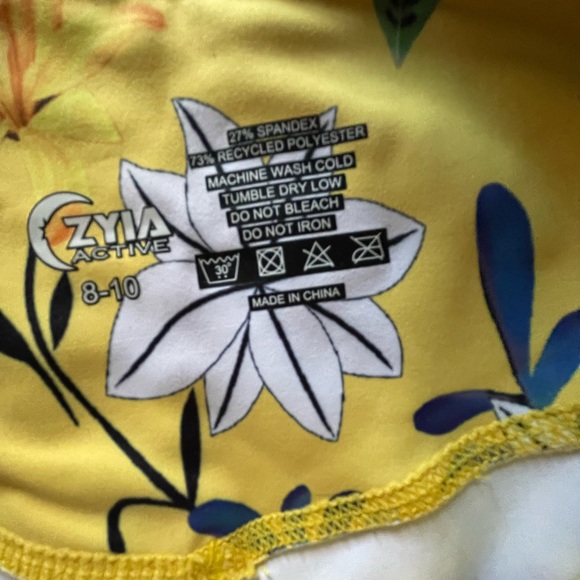 27% SPANDEX
73% RECYCLED POLYESTER
MACHINE WASH COLD
TUMBLE DRY LOW
DO NOT BLEACH
DO NOT IRON
30°
MADE IN CHINA
ZYIA
ACTIVE
8-10